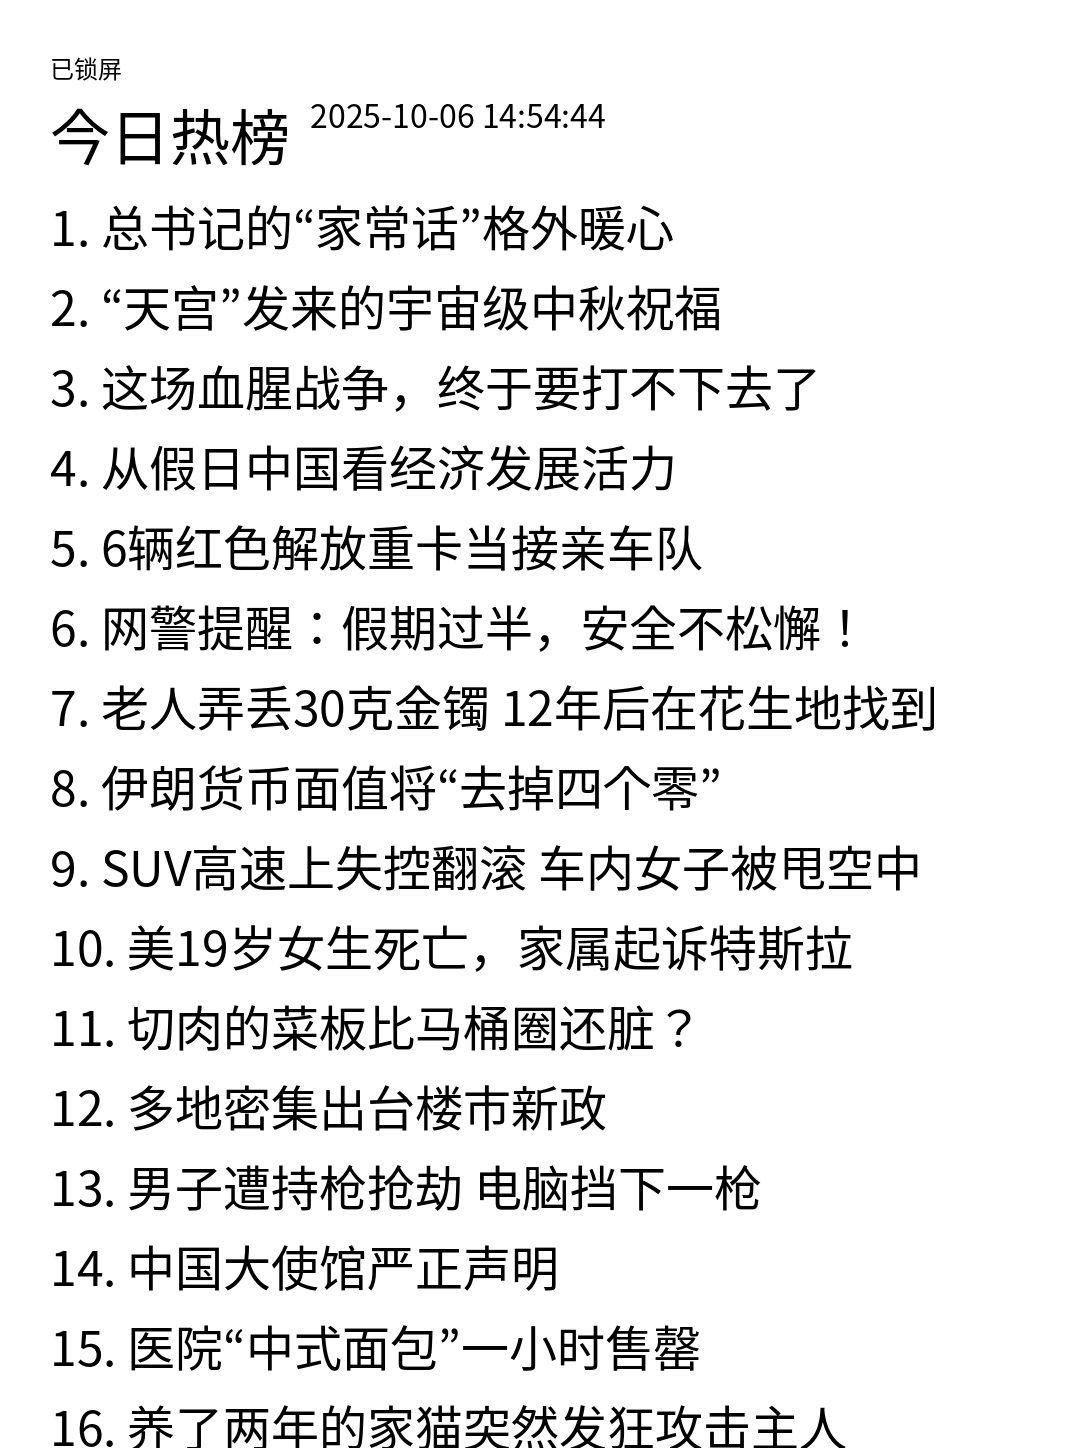 已锁屏
今日热榜 2025-10-06 14:54:44
1. 总书记的“家常话”格外暖心
2. “天宫”发来的宇宙级中秋祝福
3. 这场血腥战争，终于要打不下去了
4. 从假日中国看经济发展活力
5. 6辆红色解放重卡当接亲车队
6. 网警提醒：假期过半，安全不松懈！
7. 老人弄丢30克金镯 12年后在花生地找到
8. 伊朗货币面值将“去掉四个零”
9. SUV高速上失控翻滚 车内女子被甩空中
10. 美19岁女生死亡，家属起诉特斯拉
11. 切肉的菜板比马桶圈还脏？
12. 多地密集出台楼市新政
13. 男子遭持枪抢劫 电脑挡下一枪
14. 中国大使馆严正声明
15. 医院“中式面包”一小时售罄
16. 养了两年的家猫突然发狂攻击主人